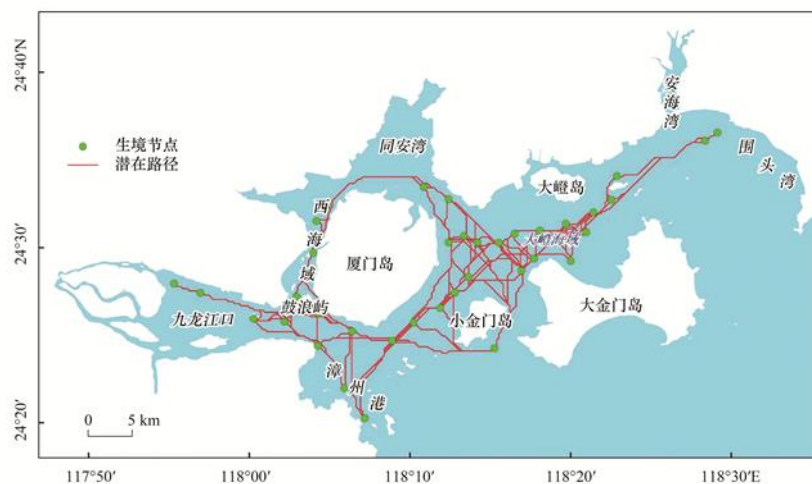 24°40′N
24°30′
24°20′
生境节点
潜在路径
安海湾
围头湾
同安湾
大嶝岛
西海域
大嶝海域
厦门岛
鼓浪屿
九龙江口
小金门岛
大金门岛
漳州港
0 5 km
117°50′
118°00′
118°10′
118°20′
118°30′E